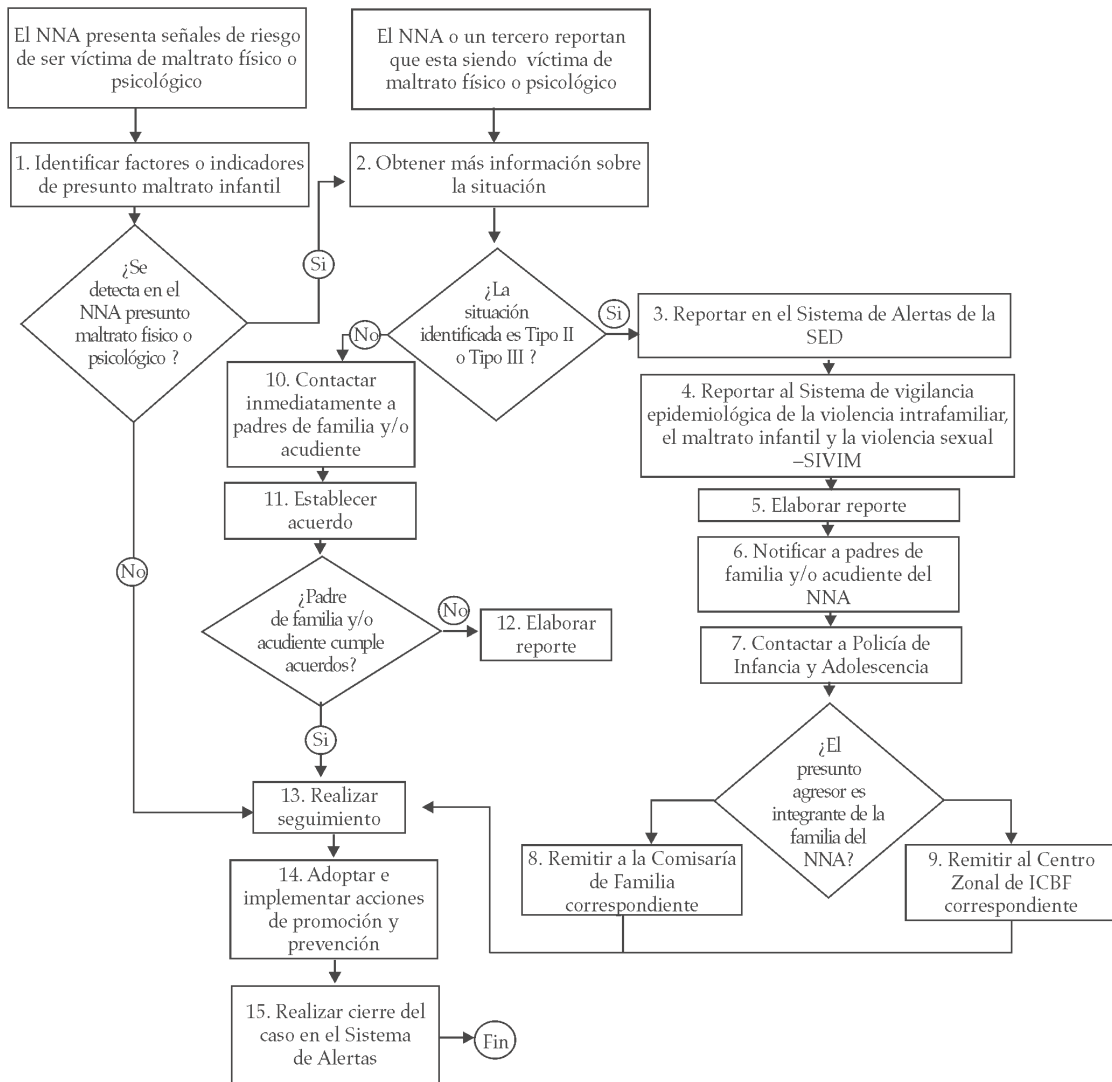 El NNA presenta señales de riesgo
de ser víctima de maltrato físico o
psicológico
El NNA o un tercero reportan
que esta siendo víctima de
maltrato físico o psicológico
1. Identificar factores o indicadores
de presunto maltrato infantil
2. Obtener más información sobre
la situación
¿Se
detecta en el
NNA presunto
maltrato físico o
psicológico ?
Si
No
¿La
situación
identificada es Tipo II
o Tipo III ?
Si
No
3. Reportar en el Sistema de Alertas de la
SED
4. Reportar al Sistema de vigilancia
epidemiológica de la violencia intrafamiliar,
el maltrato infantil y la violencia sexual
–SIVIM
5. Elaborar reporte
6. Notificar a padres de
familia y/o acudiente del
NNA
7. Contactar a Policía de
Infancia y Adolescencia
¿El
presunto
agresor es
integrante de la
familia del
NNA?
8. Remitir a la Comisaría
de Familia
correspondiente
9. Remitir al Centro
Zonal de ICBF
correspondiente
10. Contactar
inmediatamente a
padres de familia y/o
acudiente
11. Establecer
acuerdo
¿Padre
de familia y/o
acudiente cumple
acuerdos?
No
12. Elaborar
reporte
Si
13. Realizar
seguimiento
14. Adoptar e
implementar acciones
de promoción y
prevención
15. Realizar cierre del
caso en el Sistema
de Alertas
Fin